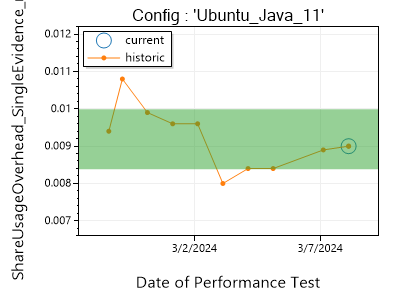 Config : 'Ubuntu_Java_11'
ShareUsageOverhead_SingleEvidence_
current
historic
0.012
0.011
0.01
0.009
0.008
0.007
3/2/2024
3/7/2024
Date of Performance Test